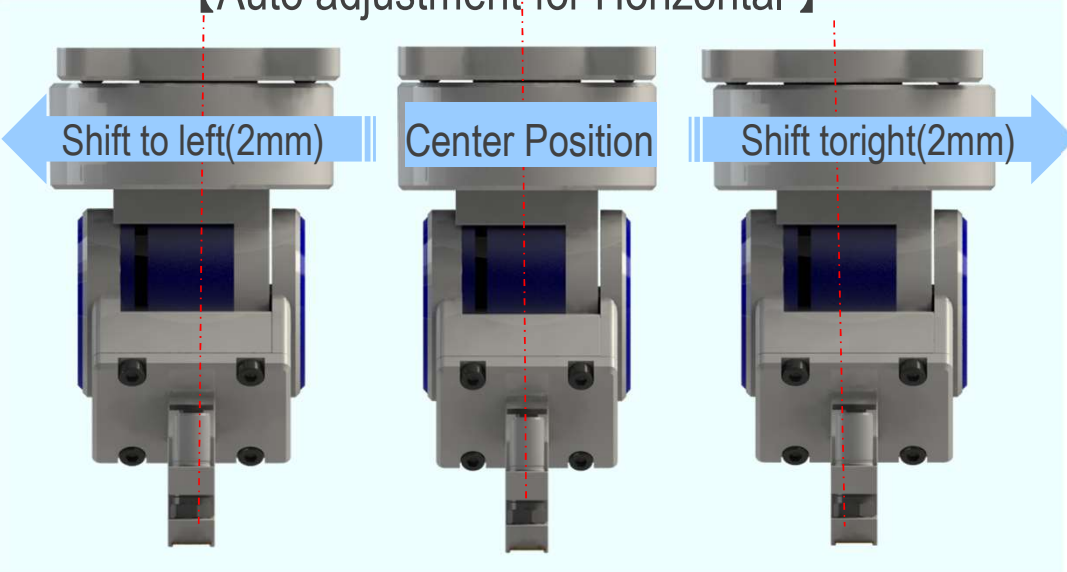 【Auto adjustment for Horizontal 】
Shift to left(2mm)
Center Position
Shift toright(2mm)